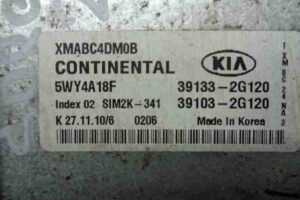 XMABC4DM0B
CONTINENTAL KIA
5WY4A18F 39133-2G120
Index 02 SIM2K-341 39103-2G120
K 27.11.10/6 0206 Made In Korea